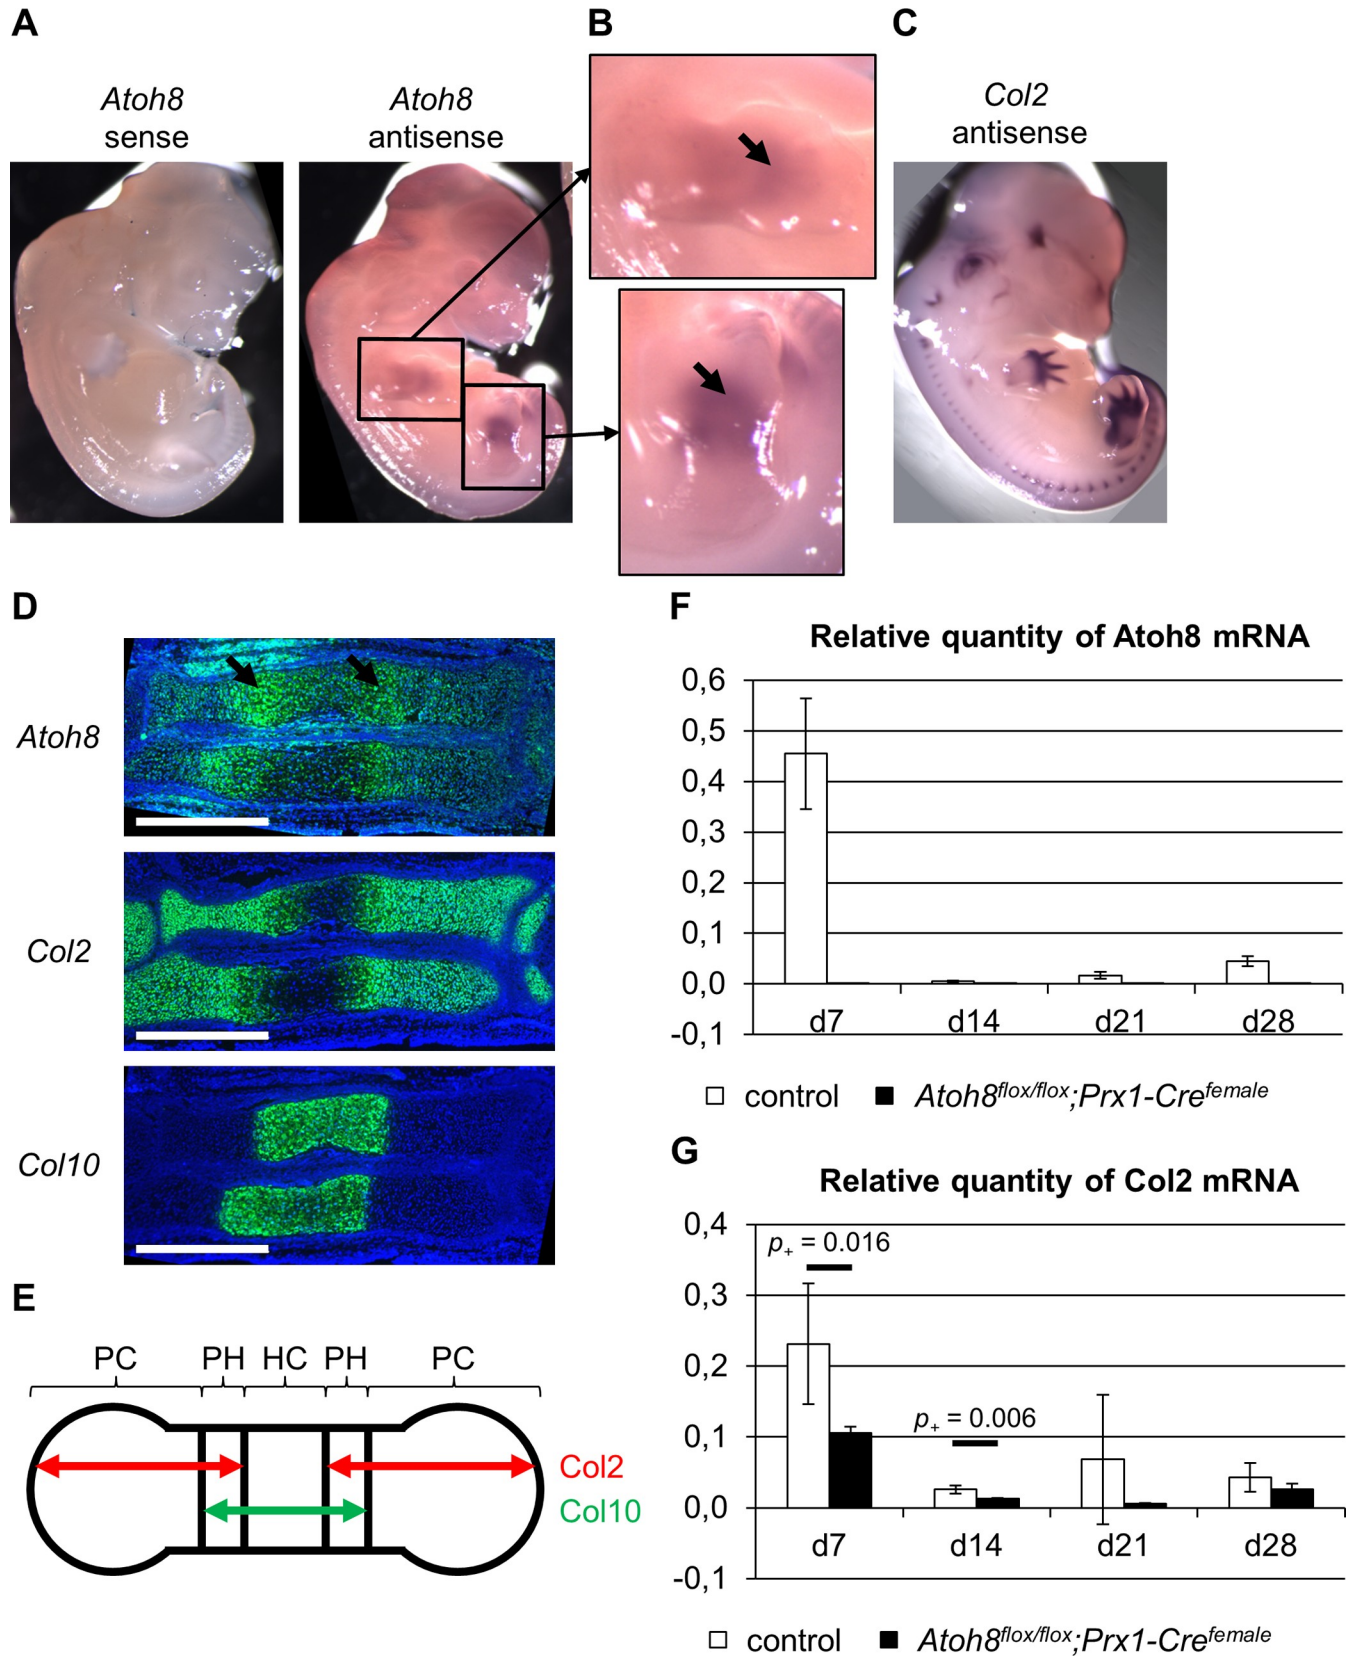 A
B
C
Atoh8
sense
Atoh8
antisense
Col2
antisense
D
Atoh8
Col2
Col10
E
PC PH HC PH PC
Col2
Col10
F
Relative quantity of Atoh8 mRNA
0,6
0,5
0,4
0,3
0,2
0,1
0,0
-0,1
d7 d14 d21 d28
control Atoh8flox/flox;Prx1-Crefemale
G
Relative quantity of Col2 mRNA
0,4
0,3
0,2
0,1
0,0
-0,1
p+ = 0.016
p+ = 0.006
d7 d14 d21 d28
control Atoh8flox/flox;Prx1-Crefemale